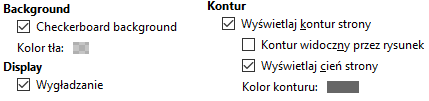 Background
Checkerboard background
Kolor tła:
Display
Wygładzanie
Kontur
Wyświetlaj kontur strony
Kontur widoczny przez rysunek
Wyświetlaj cień strony
Kolor konturu: